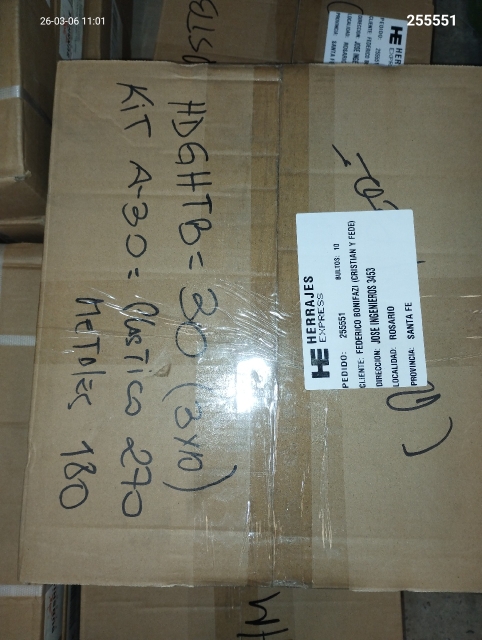 26-03-06 11:01
255551
HDGHTB = 30 (3x10)
KiT A-30 = PlasTico 270
MeTaLes 180
HE HERRAJES
EXPRESS
PEDIDO: 255551 BULTOS: 10
CLIENTE: FEDERICO BONIFAZI (CRISTIAN Y FEDE)
DIRECCION: JOSE INGENIEROS 3453
LOCALIDAD: ROSARIO
PROVINCIA: SANTA FE